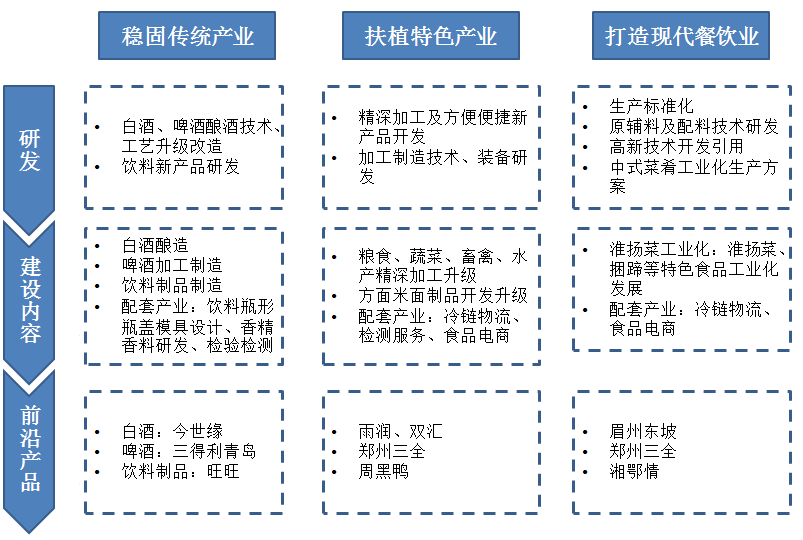 稳固传统产业
扶植特色产业
打造现代餐饮业
研发
• 白酒、啤酒酿酒技术、
工艺升级改造
• 饮料新产品研发
• 精深加工及方便便捷新
产品开发
• 加工制造技术、装备研
发
• 生产标准化
• 原辅料及配料技术研发
• 高新技术开发引用
• 中式菜肴工业化生产方
案
建设内容
• 白酒酿造
• 啤酒加工制造
• 饮料制品制造
• 配套产业：饮料瓶形
瓶盖模具设计、香精
香料研发、检验检测
• 粮食、蔬菜、畜禽、水
产精深加工升级
• 方面米面制品开发升级
• 配套产业：冷链物流、
检测服务、食品电商
• 淮扬菜工业化：淮扬菜、
捆蹄等特色食品工业化
发展
• 配套产业：冷链物流、
食品电商
前沿产品
• 白酒：今世缘
• 啤酒：三得利青岛
• 饮料制品：旺旺
• 雨润、双汇
• 郑州三全
• 周黑鸭
• 眉州东坡
• 郑州三全
• 湘鄂情